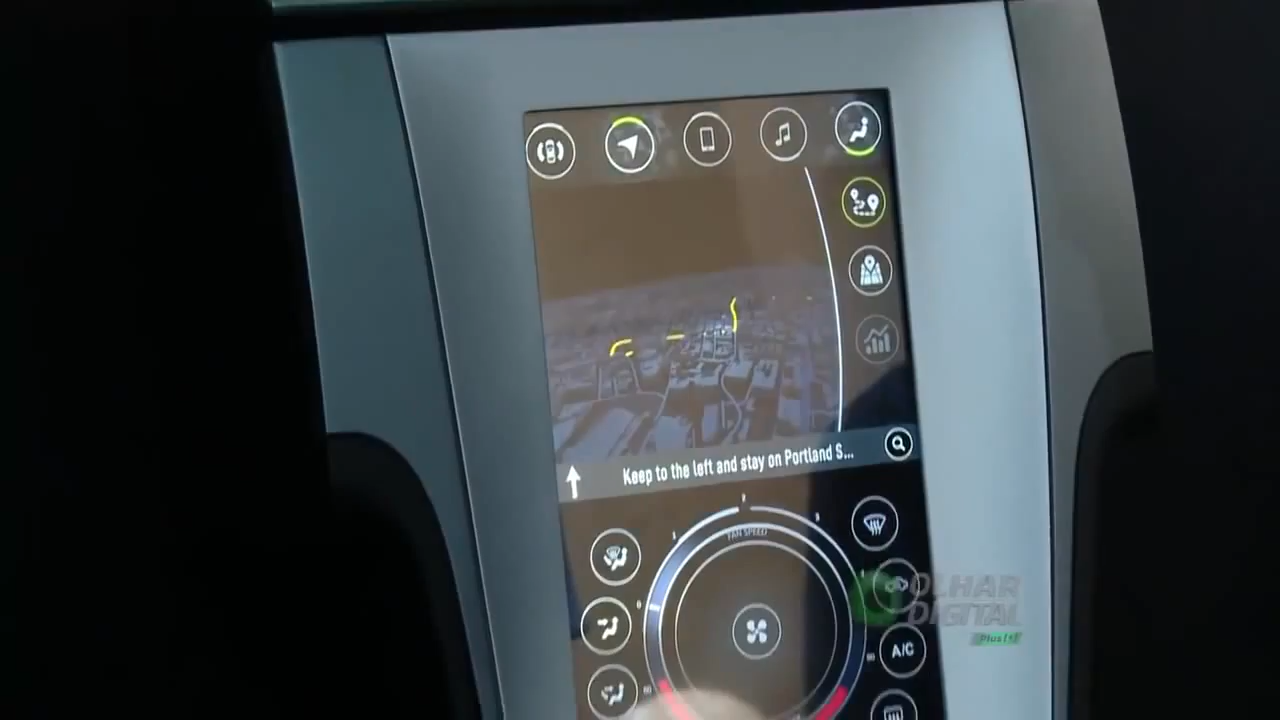 Keep to the left and stay on Portland S...
FAN SPEED
OLHAR
DIGITAL
Plus[+]
A/C